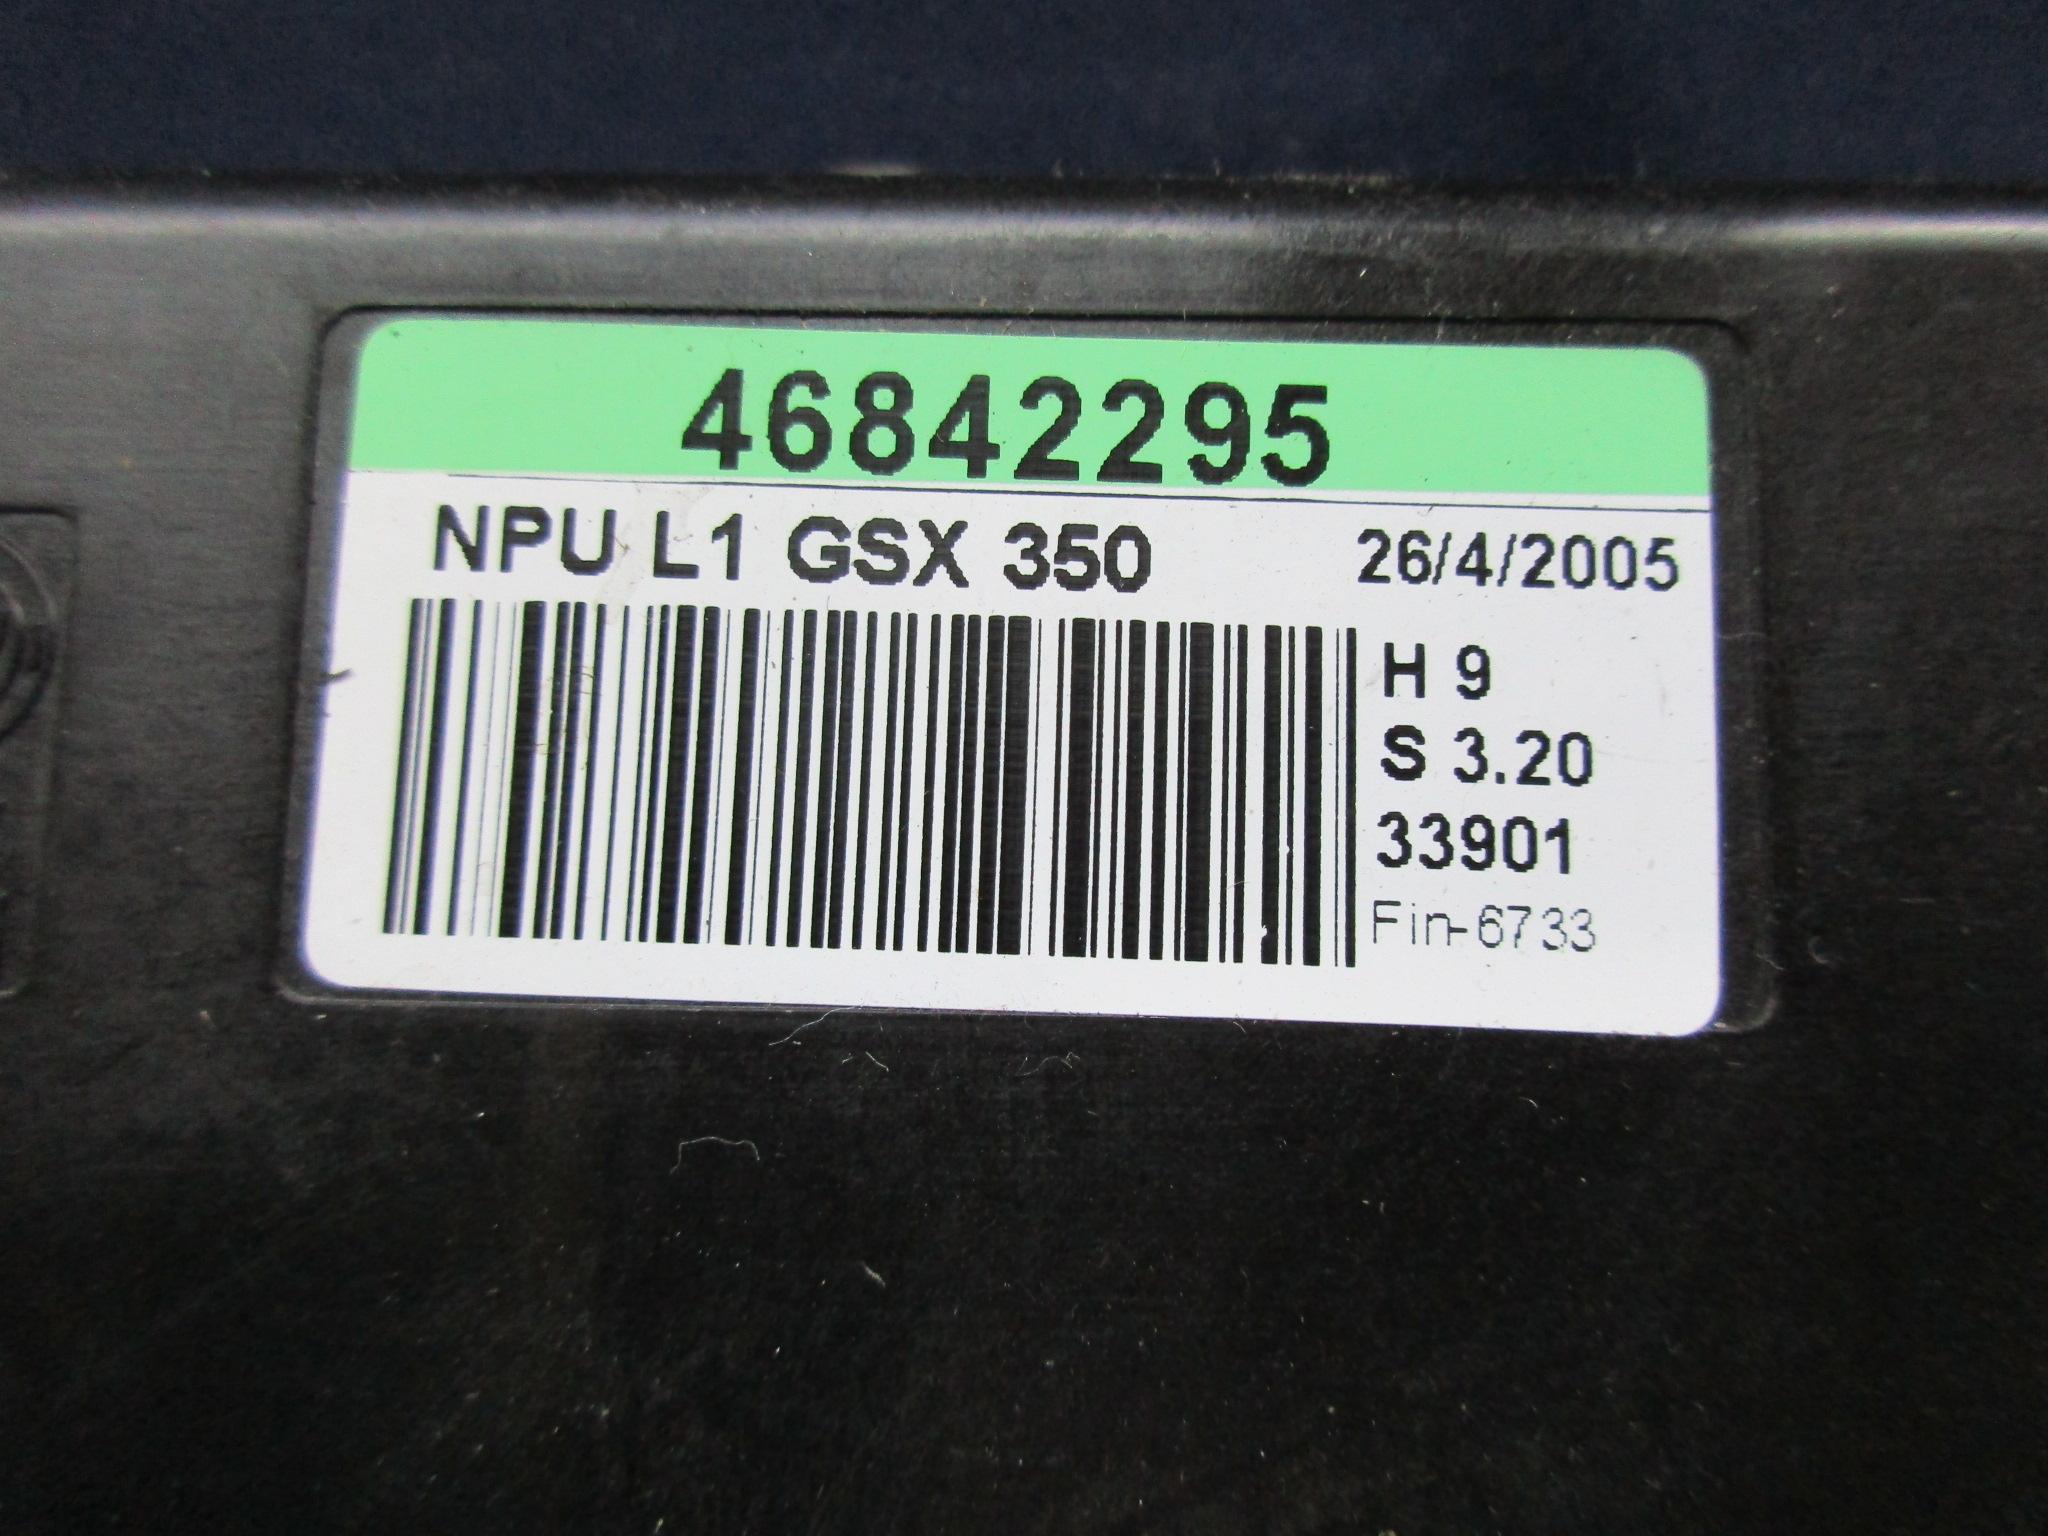 46842295
NPU L1 GSX 350 26/4/2005
H 9
S 3.20
33901
Fin-6733